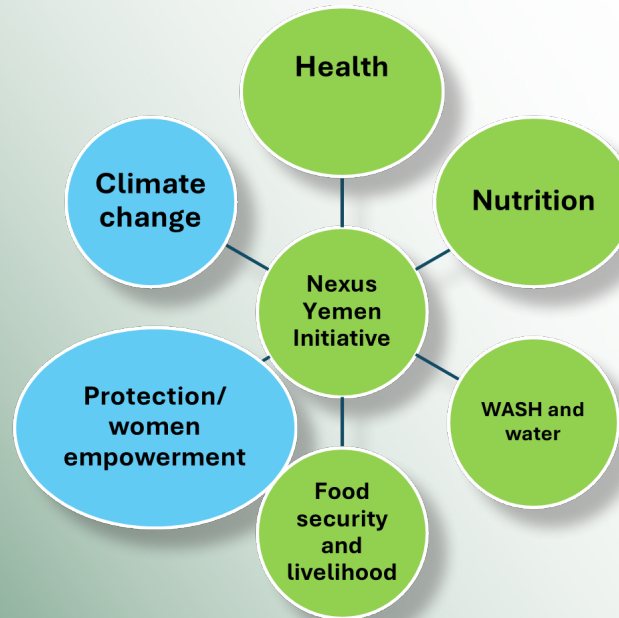 Health
Climate
change
Nutrition
Nexus
Yemen
Initiative
Protection/
women
empowerment
WASH and
water
Food
security
and
livelihood